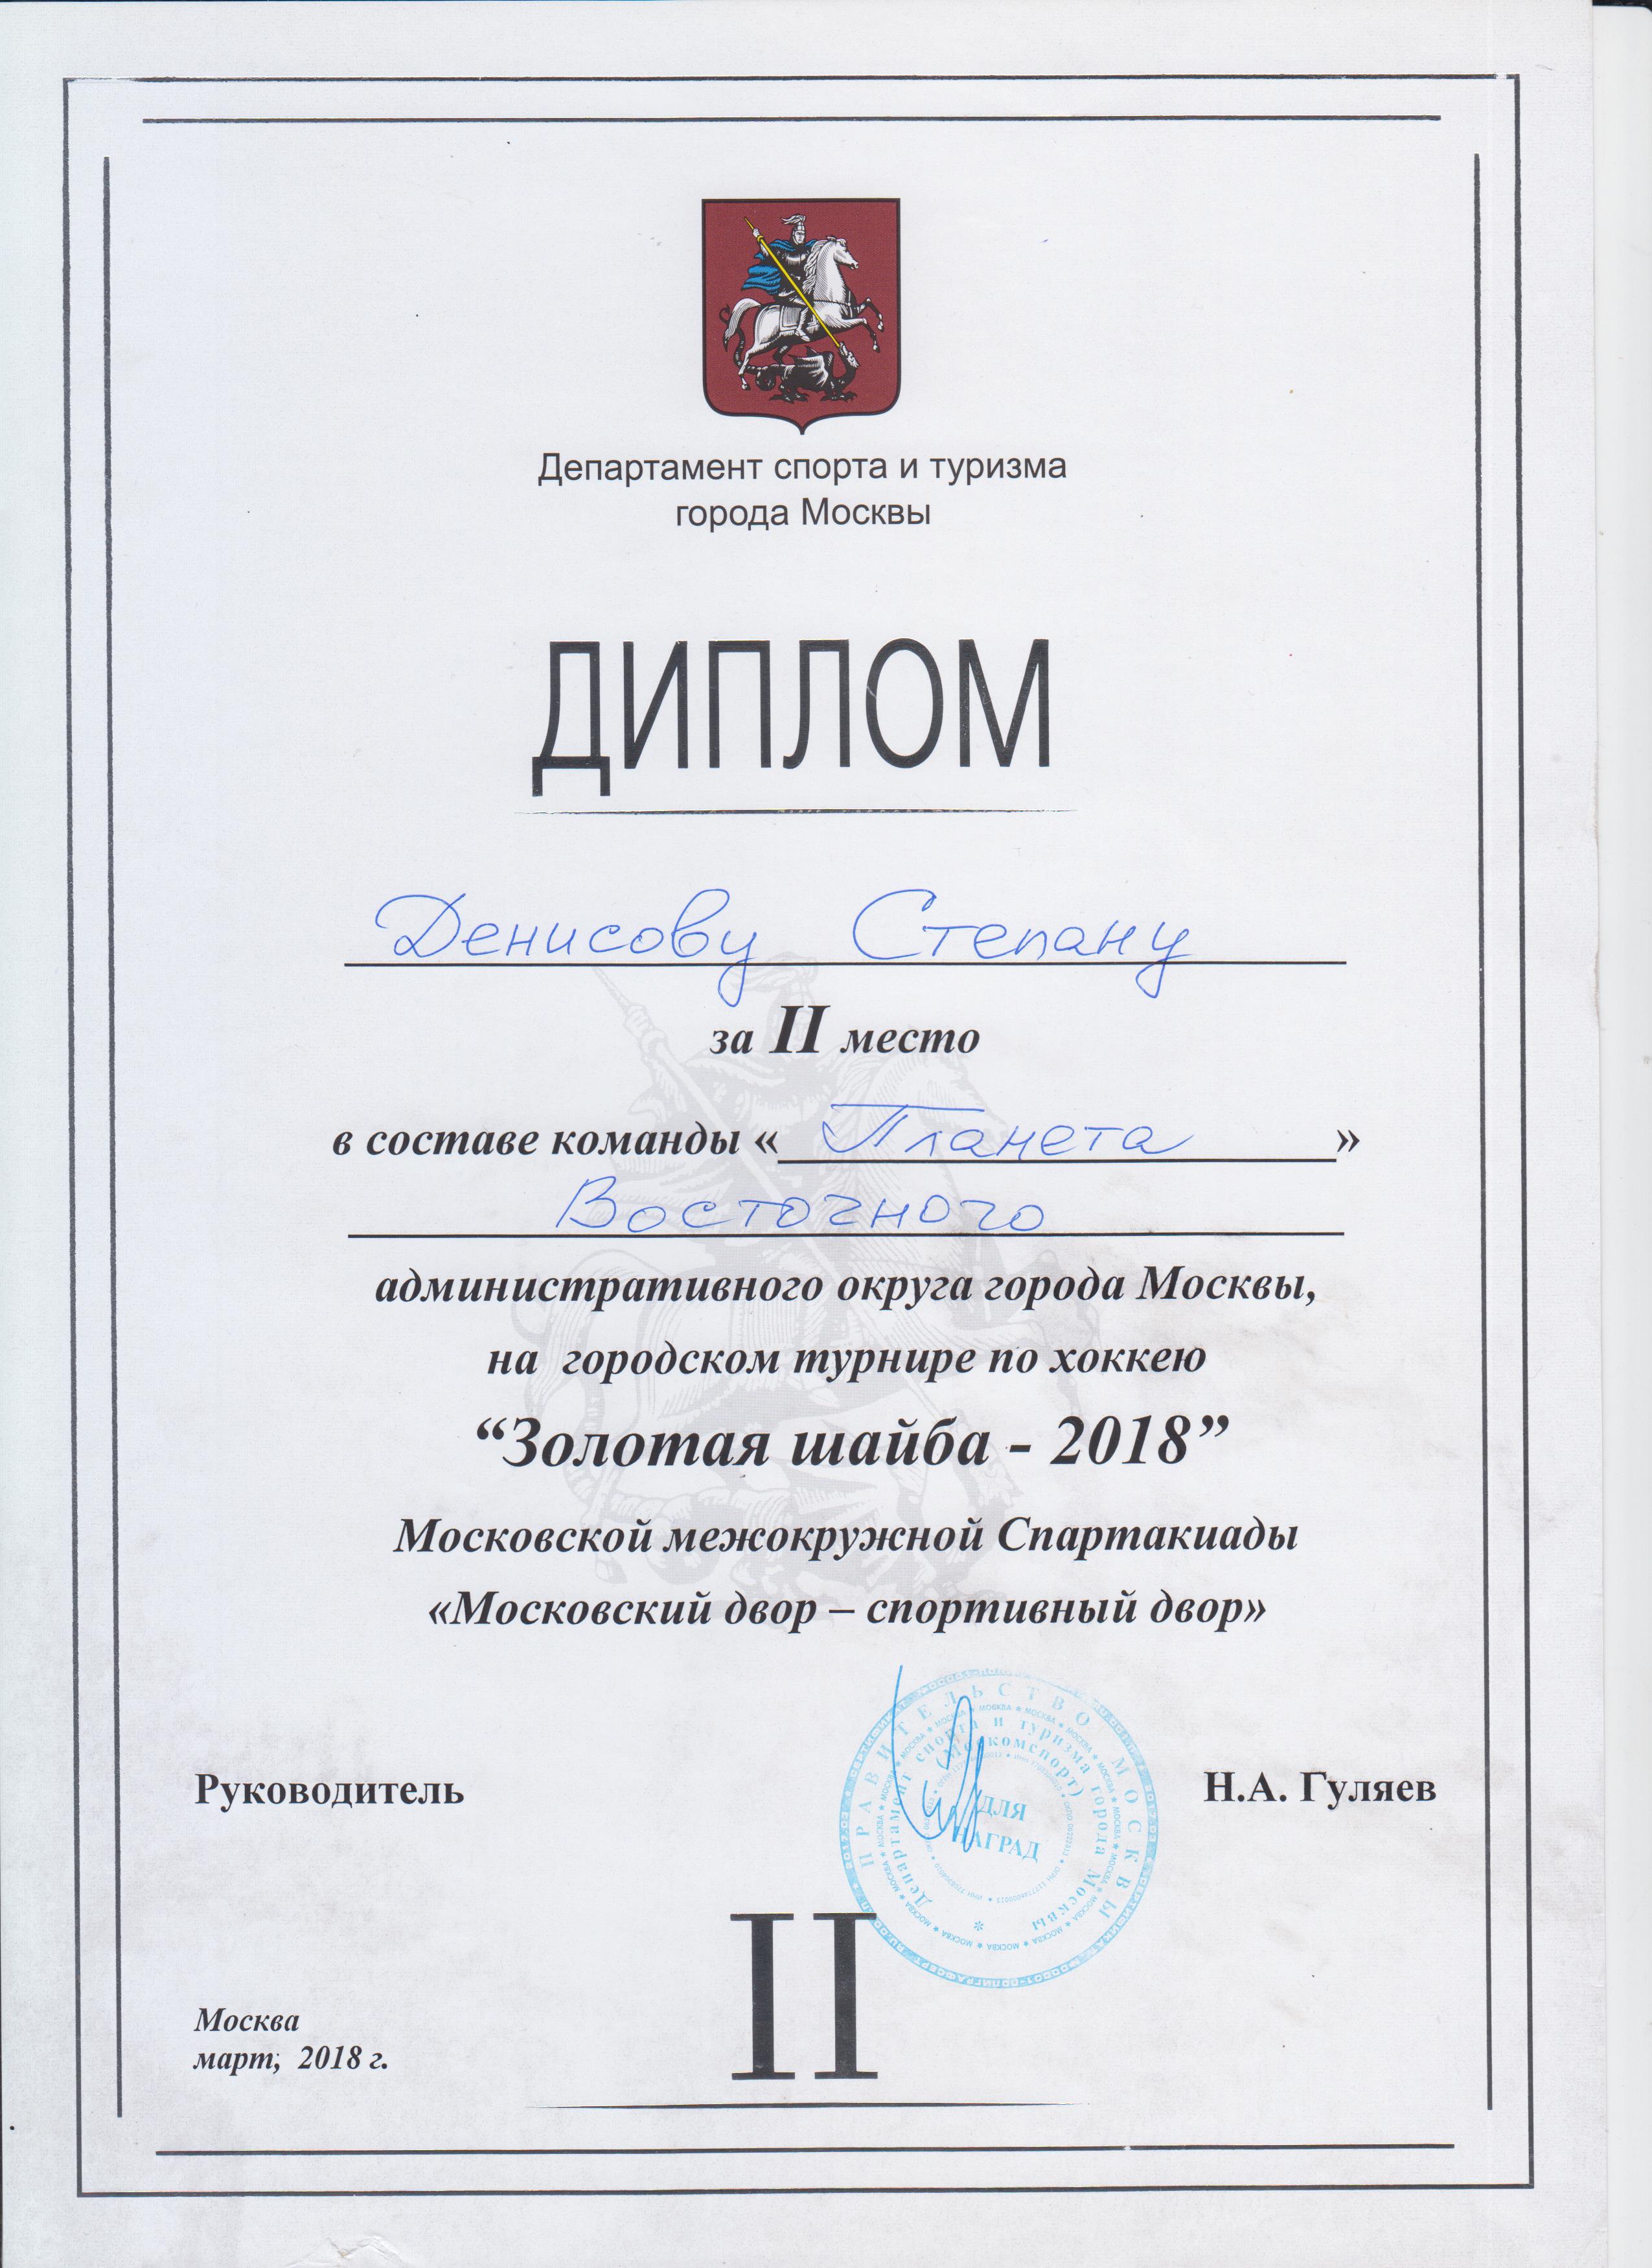 Департамент спорта и туризма
города Москвы
ДИПЛОМ
Денисову Степану
за II место
в составе команды « Планета »
Восточного
административного округа города Москвы,
на городском турнире по хоккею
“Золотая шайба - 2018”
Московской межокружной Спартакиады
«Московский двор – спортивный двор»
Руководитель
ПРАВИТЕЛЬСТВО МОСКВЫ
Департамент спорта и туризма города Москвы
(Москомспорт)
ДЛЯ
НАГРАД
Н.А. Гуляев
II
Москва
март, 2018 г.